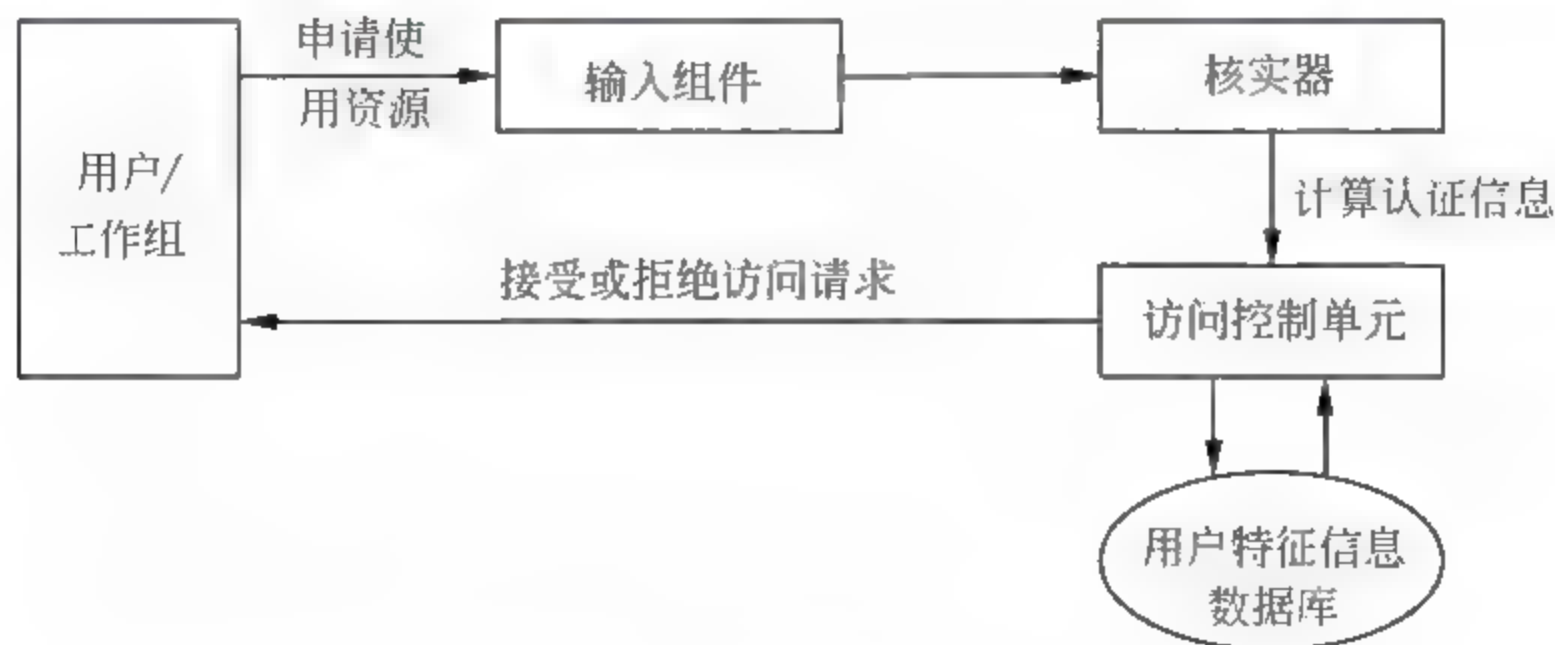 申请使
用资源
输入组件
核实器
用户/
工作组
计算认证信息
接受或拒绝访问请求
访问控制单元
用户特征信息
数据库